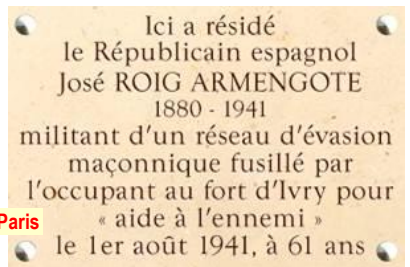 Ici a résidé
le Républicain espagnol
José ROIG ARMENGOTE
1880 - 1941
militant d'un réseau d'évasion
maçonnique fusillé par
l'occupant au fort d'Ivry pour
Paris
« aide à l'ennemi »
le 1er août 1941, à 61 ans